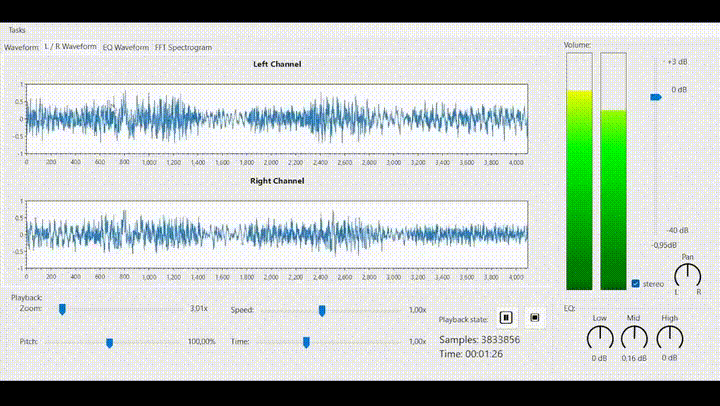 Tasks
Waveform L / R Waveform EQ Waveform FFT Spectrogram
Left Channel
1
0.5
0
-0.5
-1
0 200 400 600 800 1,000 1,200 1,400 1,600 1,800 2,000 2,200 2,400 2,600 2,800 3,000 3,200 3,400 3,600 3,800 4,000
Right Channel
1
0.5
0
-0.5
-1
0 200 400 600 800 1,000 1,200 1,400 1,600 1,800 2,000 2,200 2,400 2,600 2,800 3,000 3,200 3,400 3,600 3,800 4,000
Volume:
+3 dB
0 dB
-40 dB
-0,95dB
Pan
L R
stereo
Playback:
Zoom: 3,01x
Speed: 1,00x
Pitch: 100,00%
Time: 1,00x
Playback state:
Samples: 3833856
Time: 00:01:26
EQ:
Low Mid High
0 dB 0,16 dB 0 dB